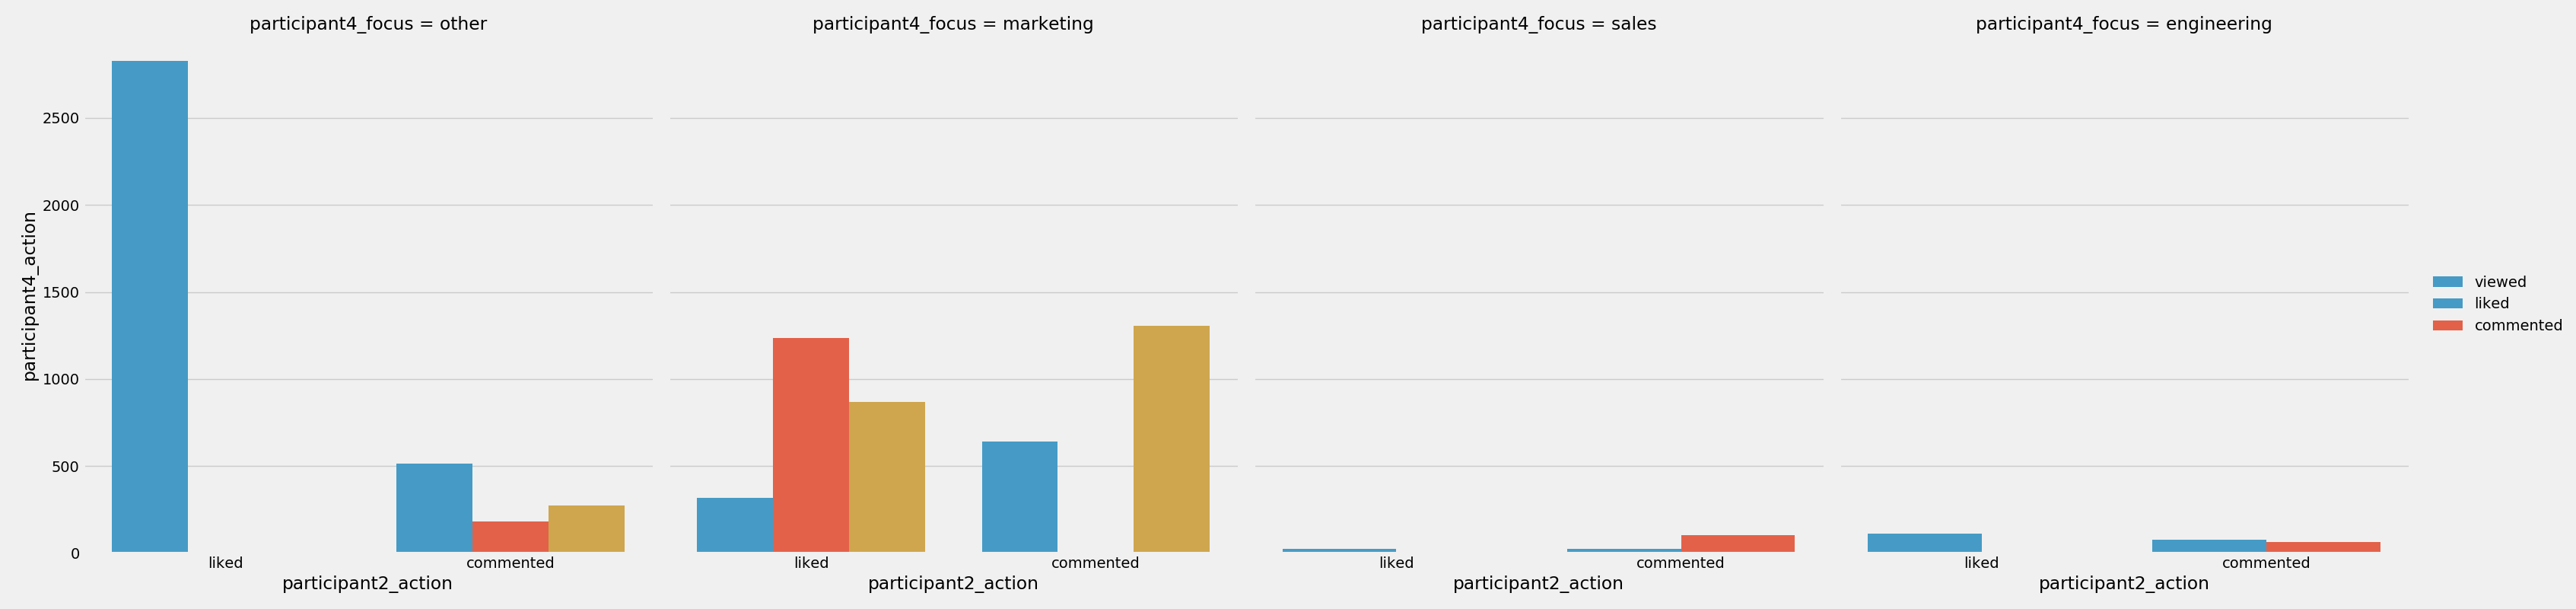 participant4_focus = other
participant4_focus = marketing
participant4_focus = sales
participant4_focus = engineering
participant4_action
2500
2000
1500
1000
500
0
liked
commented
liked
commented
liked
commented
liked
commented
participant2_action
participant2_action
participant2_action
participant2_action
viewed
liked
commented